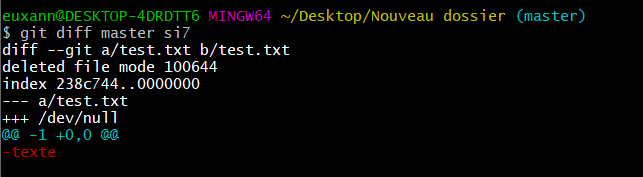 euxann@DESKTOP-4DRDTT6 MINGW64 ~/Desktop/Nouveau dossier (master)
$ git diff master si7
diff --git a/test.txt b/test.txt
deleted file mode 100644
index 238c744..0000000
--- a/test.txt
+++ /dev/null
@@ -1 +0,0 @@
-texte